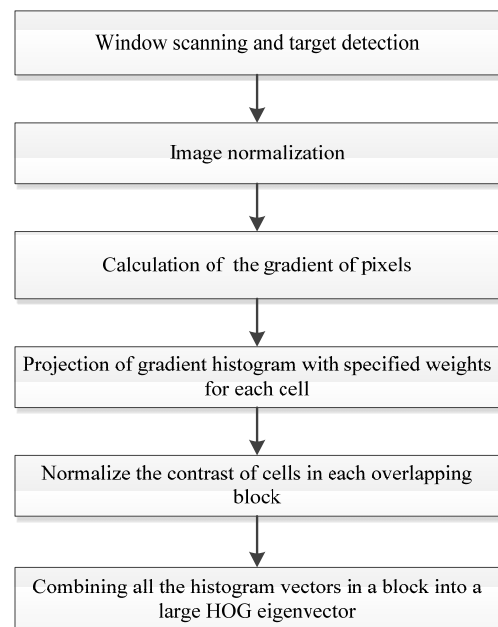 Window scanning and target detection
Image normalization
Calculation of the gradient of pixels
Projection of gradient histogram with specified weights
for each cell
Normalize the contrast of cells in each overlapping
block
Combining all the histogram vectors in a block into a
large HOG eigenvector